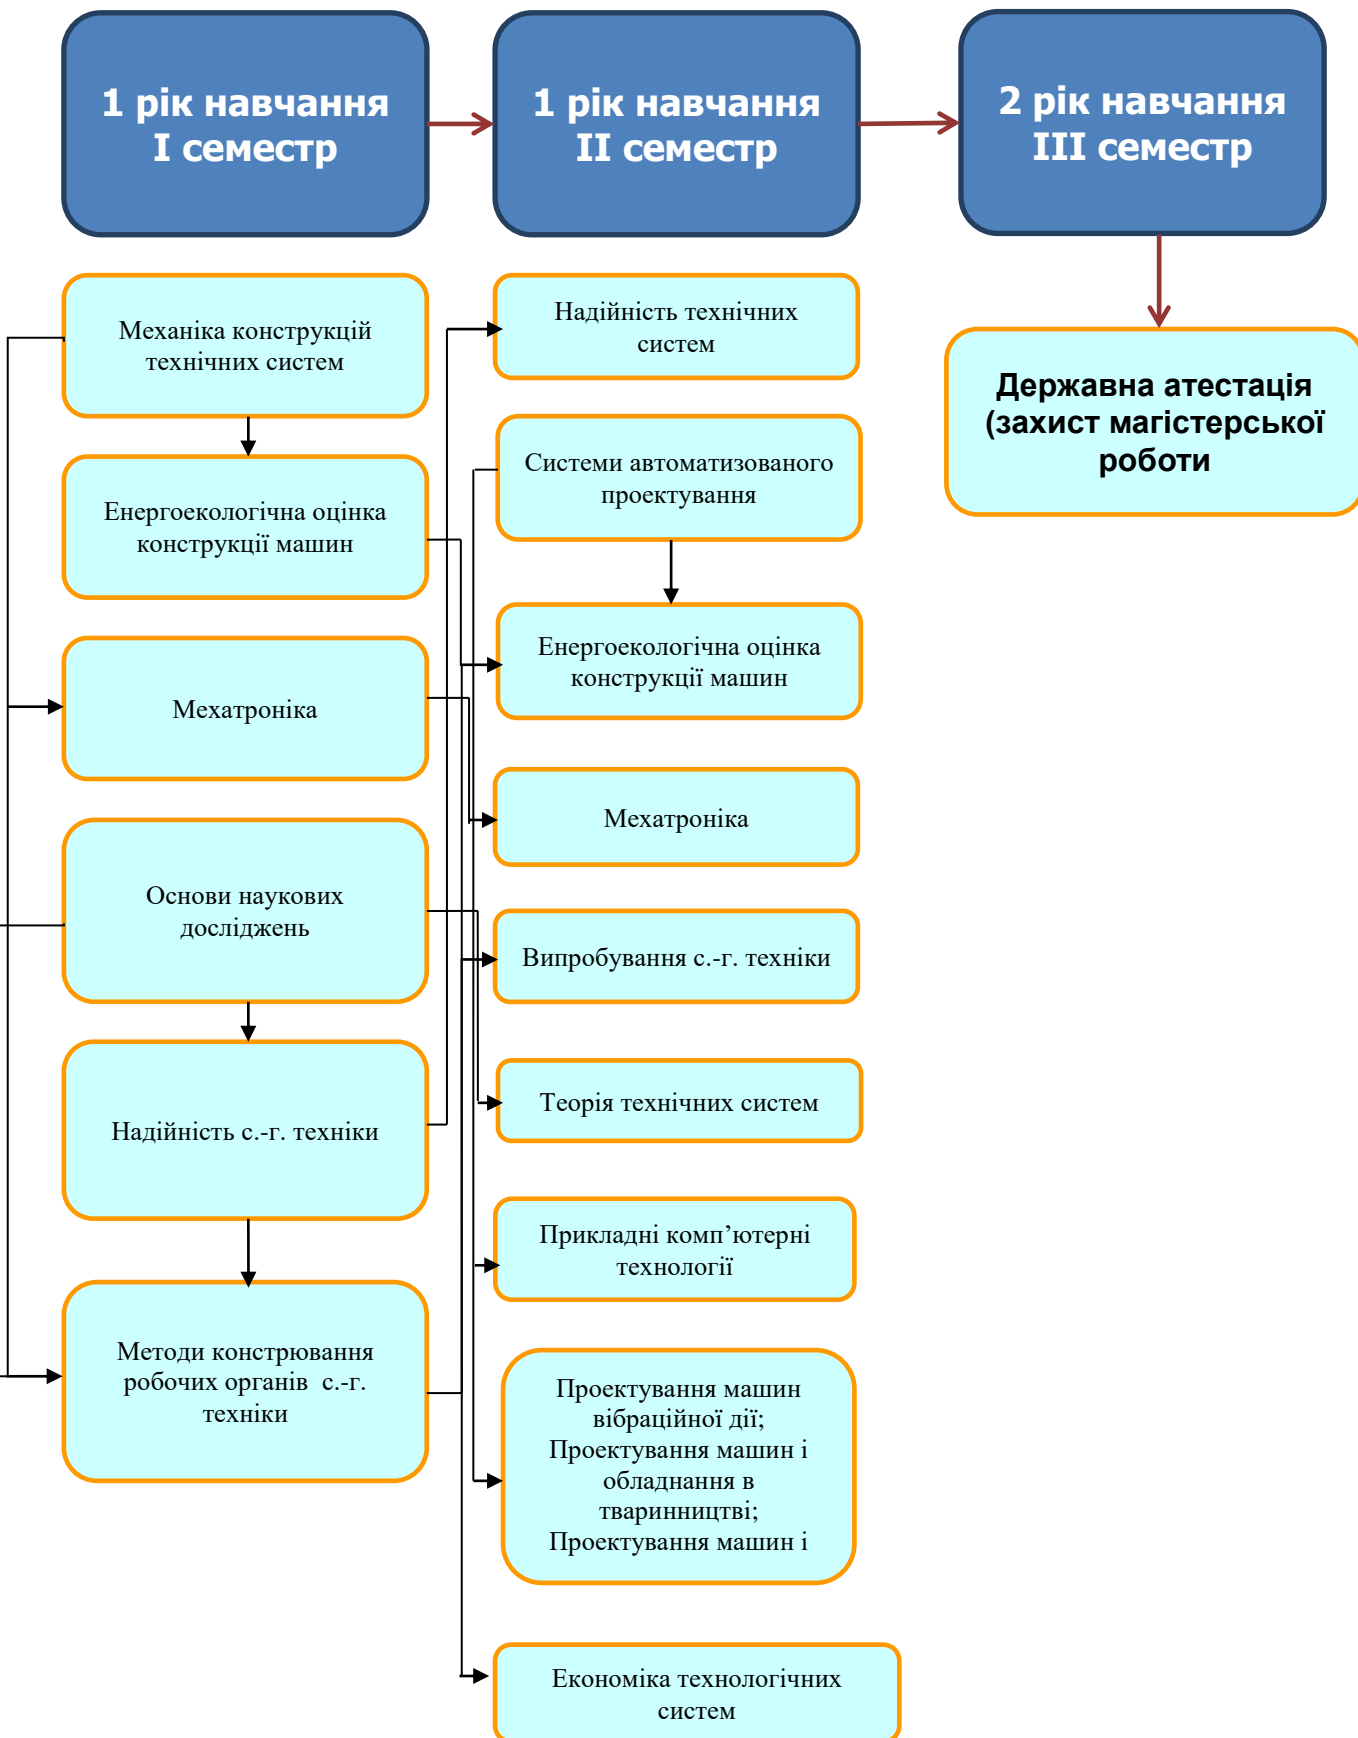 1 рік навчання
I семестр
1 рік навчання
II семестр
2 рік навчання
III семестр
Механіка конструкцій
технічних систем
Енергоекологічна оцінка
конструкції машин
Мехатроніка
Основи наукових
досліджень
Надійність с.-г. техніки
Методи констрювання
робочих органів с.-г.
техніки
Надійність технічних
систем
Системи автоматизованого
проектування
Енергоекологічна оцінка
конструкції машин
Мехатроніка
Випробування с.-г. техніки
Теорія технічних систем
Прикладні комп’ютерні
технології
Проектування машин
вібраційної дії;
Проектування машин і
обладнання в
тваринництві;
Проектування машин і
Економіка технологічних
систем
Державна атестація
(захист магістерської
роботи